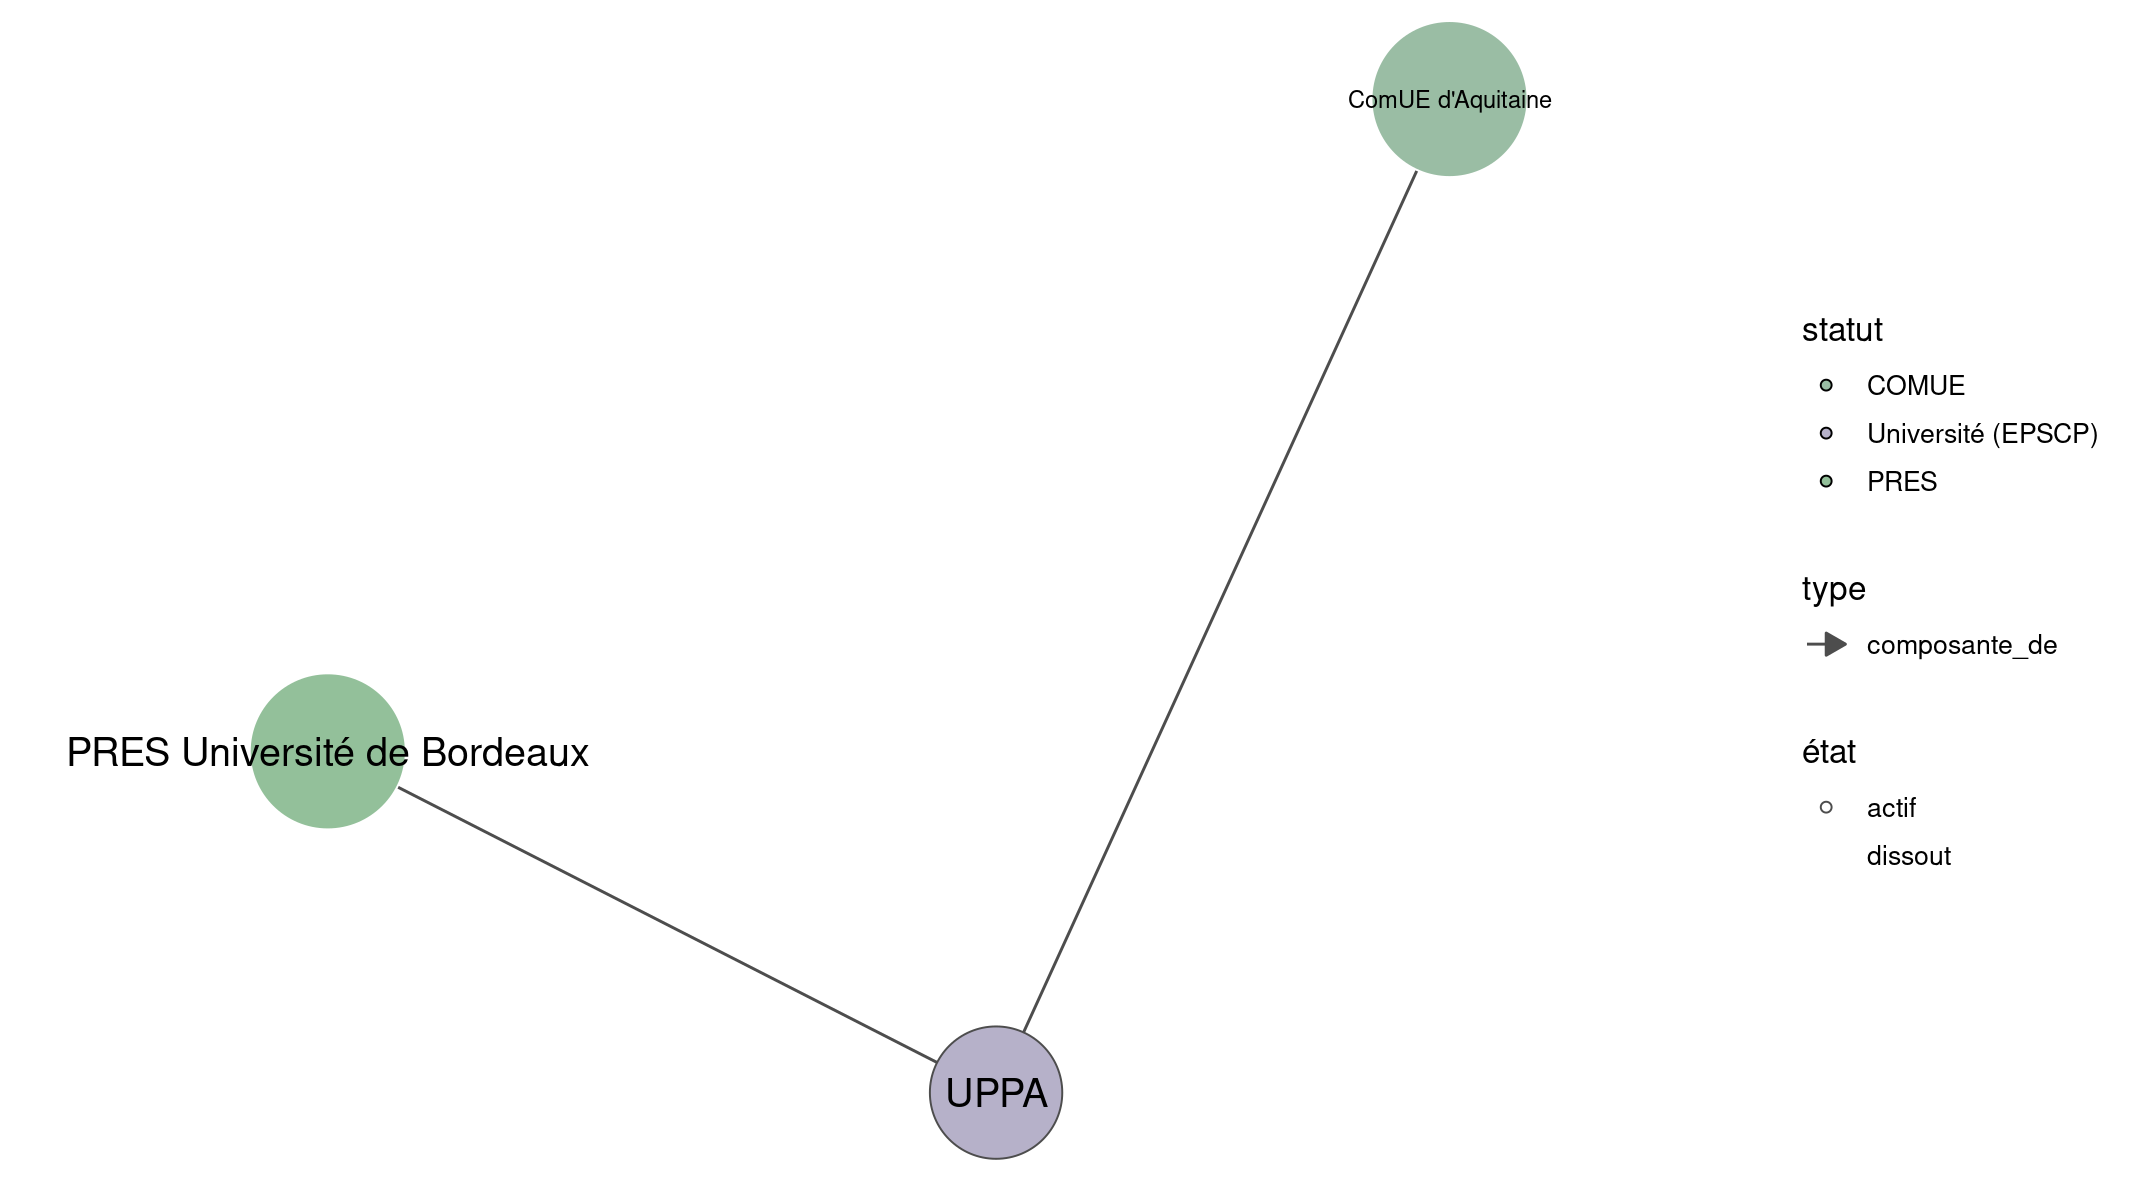 ComUE d'Aquitaine
PRES Université de Bordeaux
UPPA
statut
COMUE
Université (EPSCP)
PRES
type
composante_de
état
actif
dissout